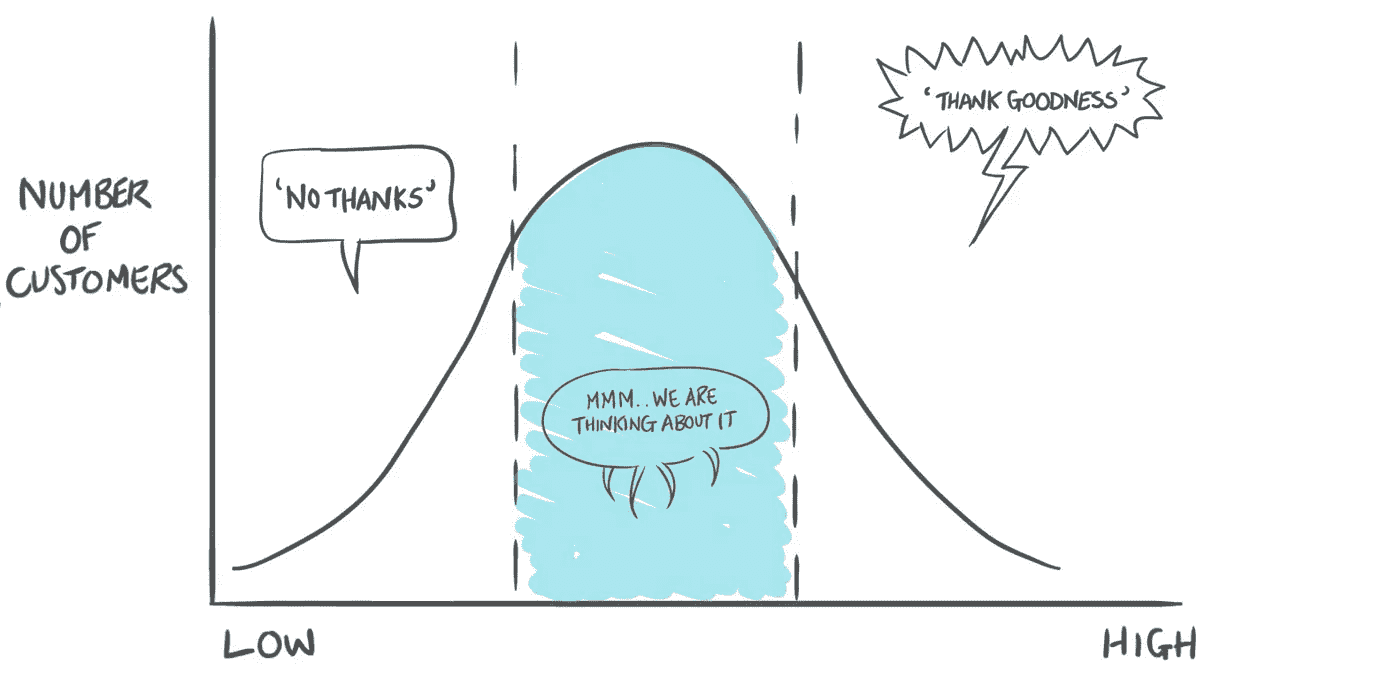 NUMBER
OF
CUSTOMERS
'NO THANKS'
MMM.. WE ARE
THINKING ABOUT IT
'THANK GOODNESS'
LOW
HIGH